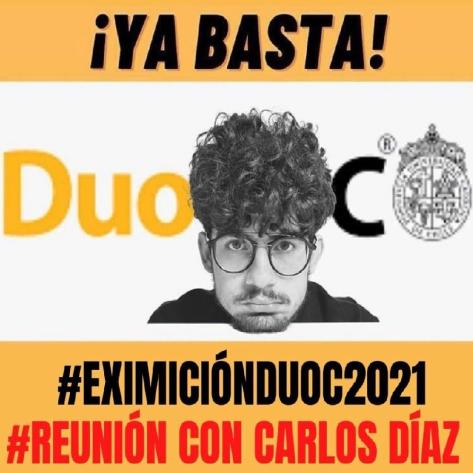 ¡YA BASTA!
Duo C®
#EXIMICIÓNDUOC2021
#REUNIÓN CON CARLOS DÍAZ